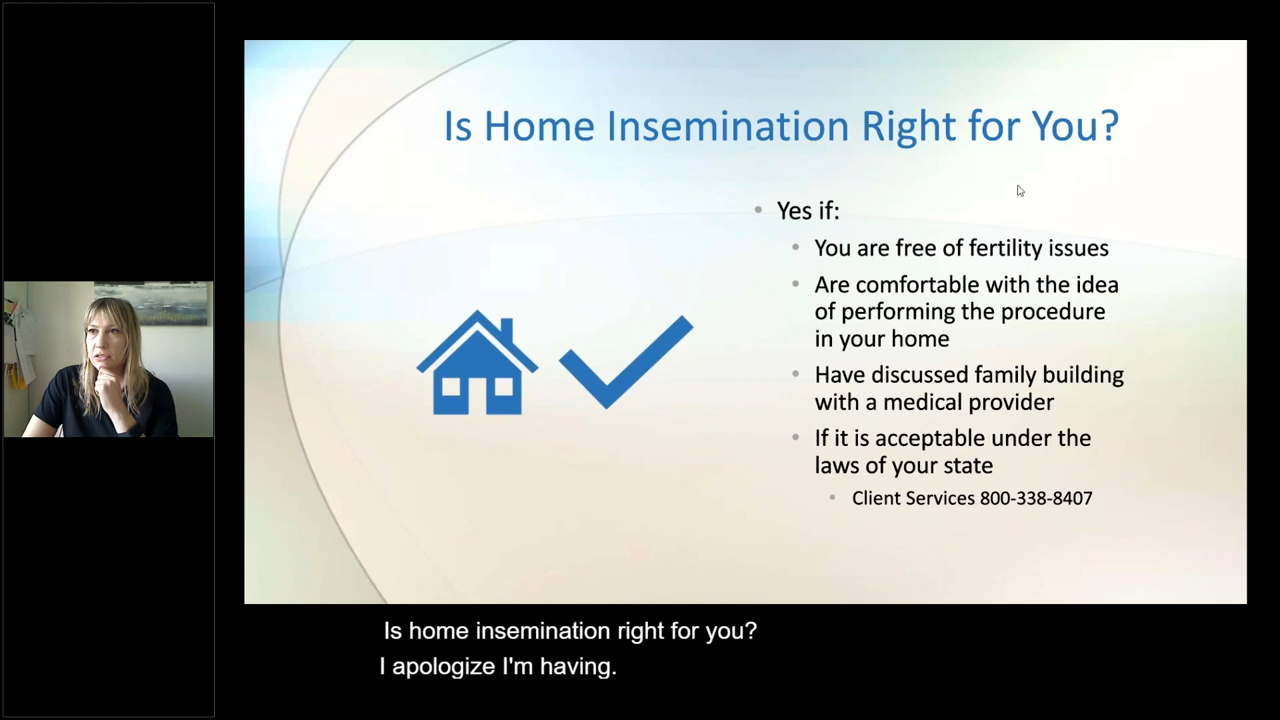 Is Home Insemination Right for You?
Yes if:
You are free of fertility issues
Are comfortable with the idea
of performing the procedure
in your home
Have discussed family building
with a medical provider
If it is acceptable under the
laws of your state
Client Services 800-338-8407
Is home insemination right for you?
I apologize I'm having.